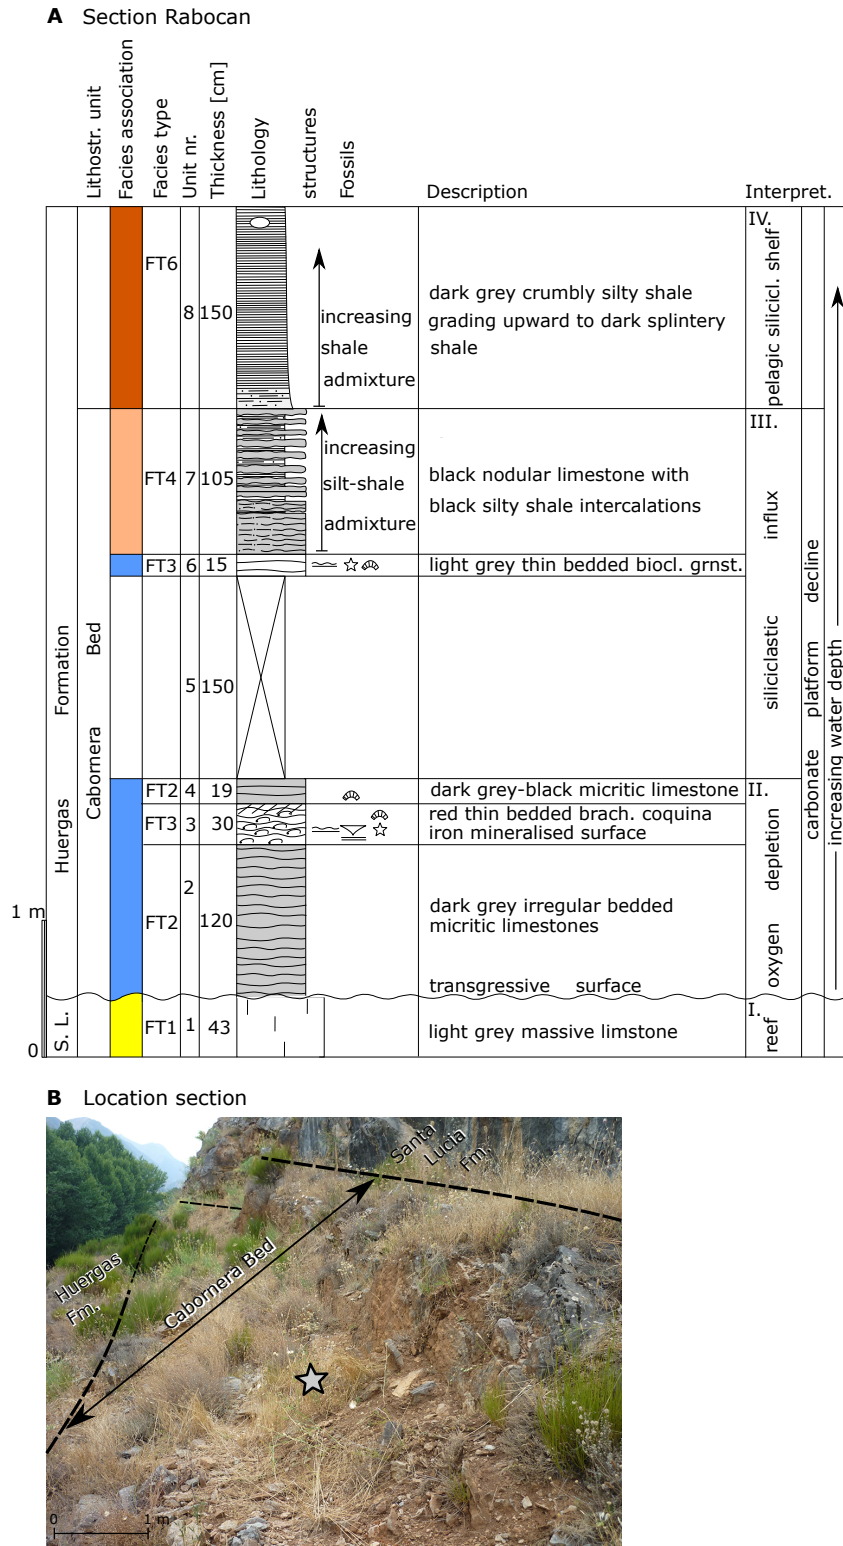 A Section Rabocan
Lithostr. unit
Facies association
Facies type
Unit nr.
Thickness [cm]
Lithology
structures
Fossils
Description
Interpret.
FT6
8
150
increasing
shale
admixture
dark grey crumbly silty shale
grading upward to dark splintery
shale
IV.
pelagic silicicl. shelf
FT4
7
105
increasing
silt-shale
admixture
black nodular limestone with
black silty shale intercalations
III.
siliciclastic influx
FT3
6
15
light grey thin bedded biocl. grnst.
5
150
FT2
4
19
dark grey-black micritic limestone
II.
FT3
3
30
red thin bedded brach. coquina
iron mineralised surface
2
FT2
120
dark grey irregular bedded
micritic limestones
oxygen depletion
transgressive surface
FT1
1
43
light grey massive limstone
I.
reef
Huergas Formation
Cabornera Bed
S. L.
carbonate platform decline
increasing water depth
1 m
0
B Location section
Santa
Lucia
Fm.
Huergas
Fm.
Cabornera Bed
0 1 m